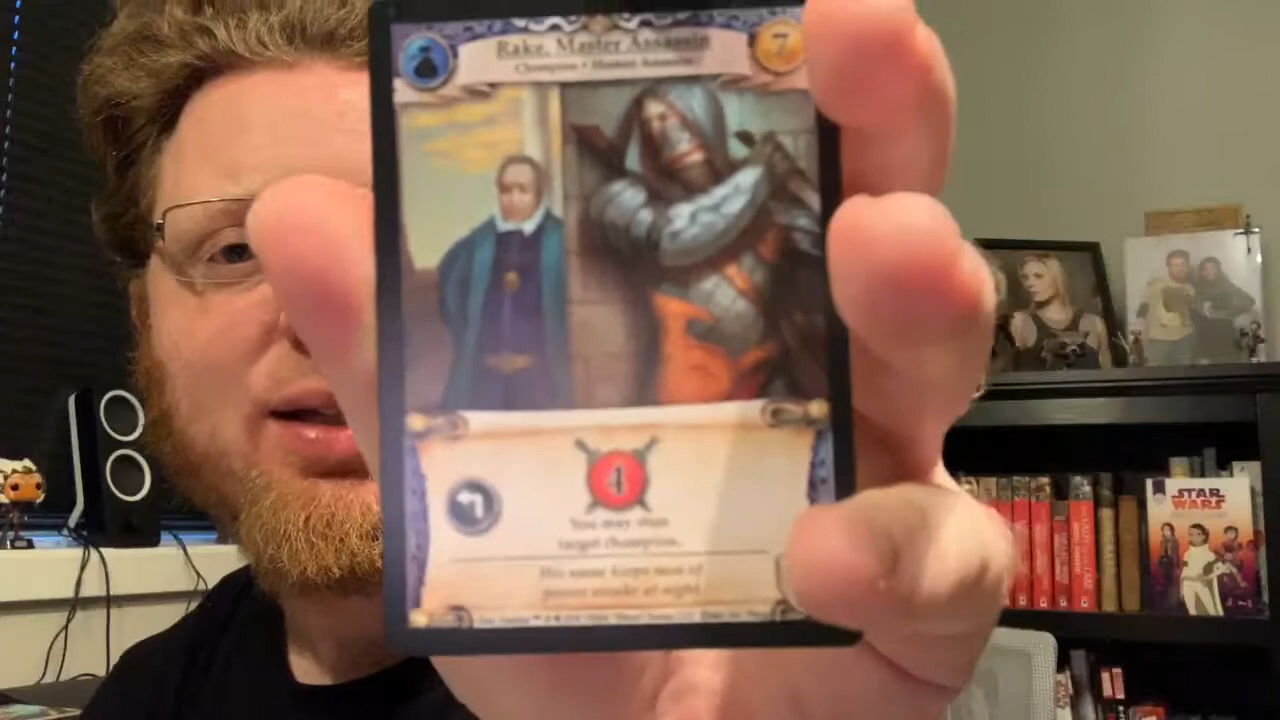 Rake, Master Assassin
7
Champion • Human Assassin
4
You may stun
target champion.
His name keeps men of
power awake at night.
STAR
WARS